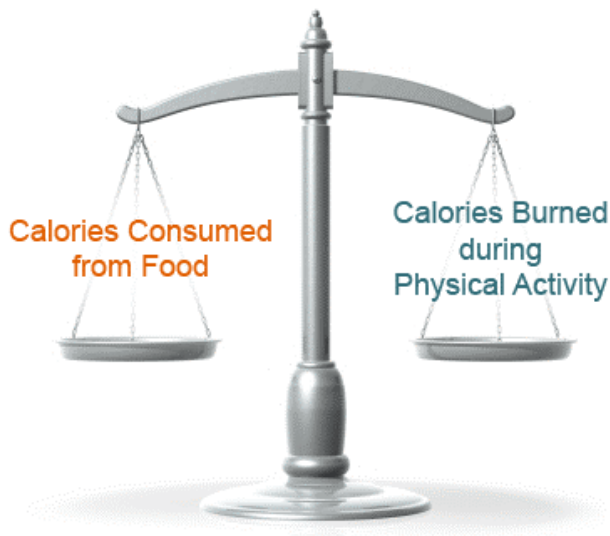 Calories Consumed
from Food
Calories Burned
during
Physical Activity